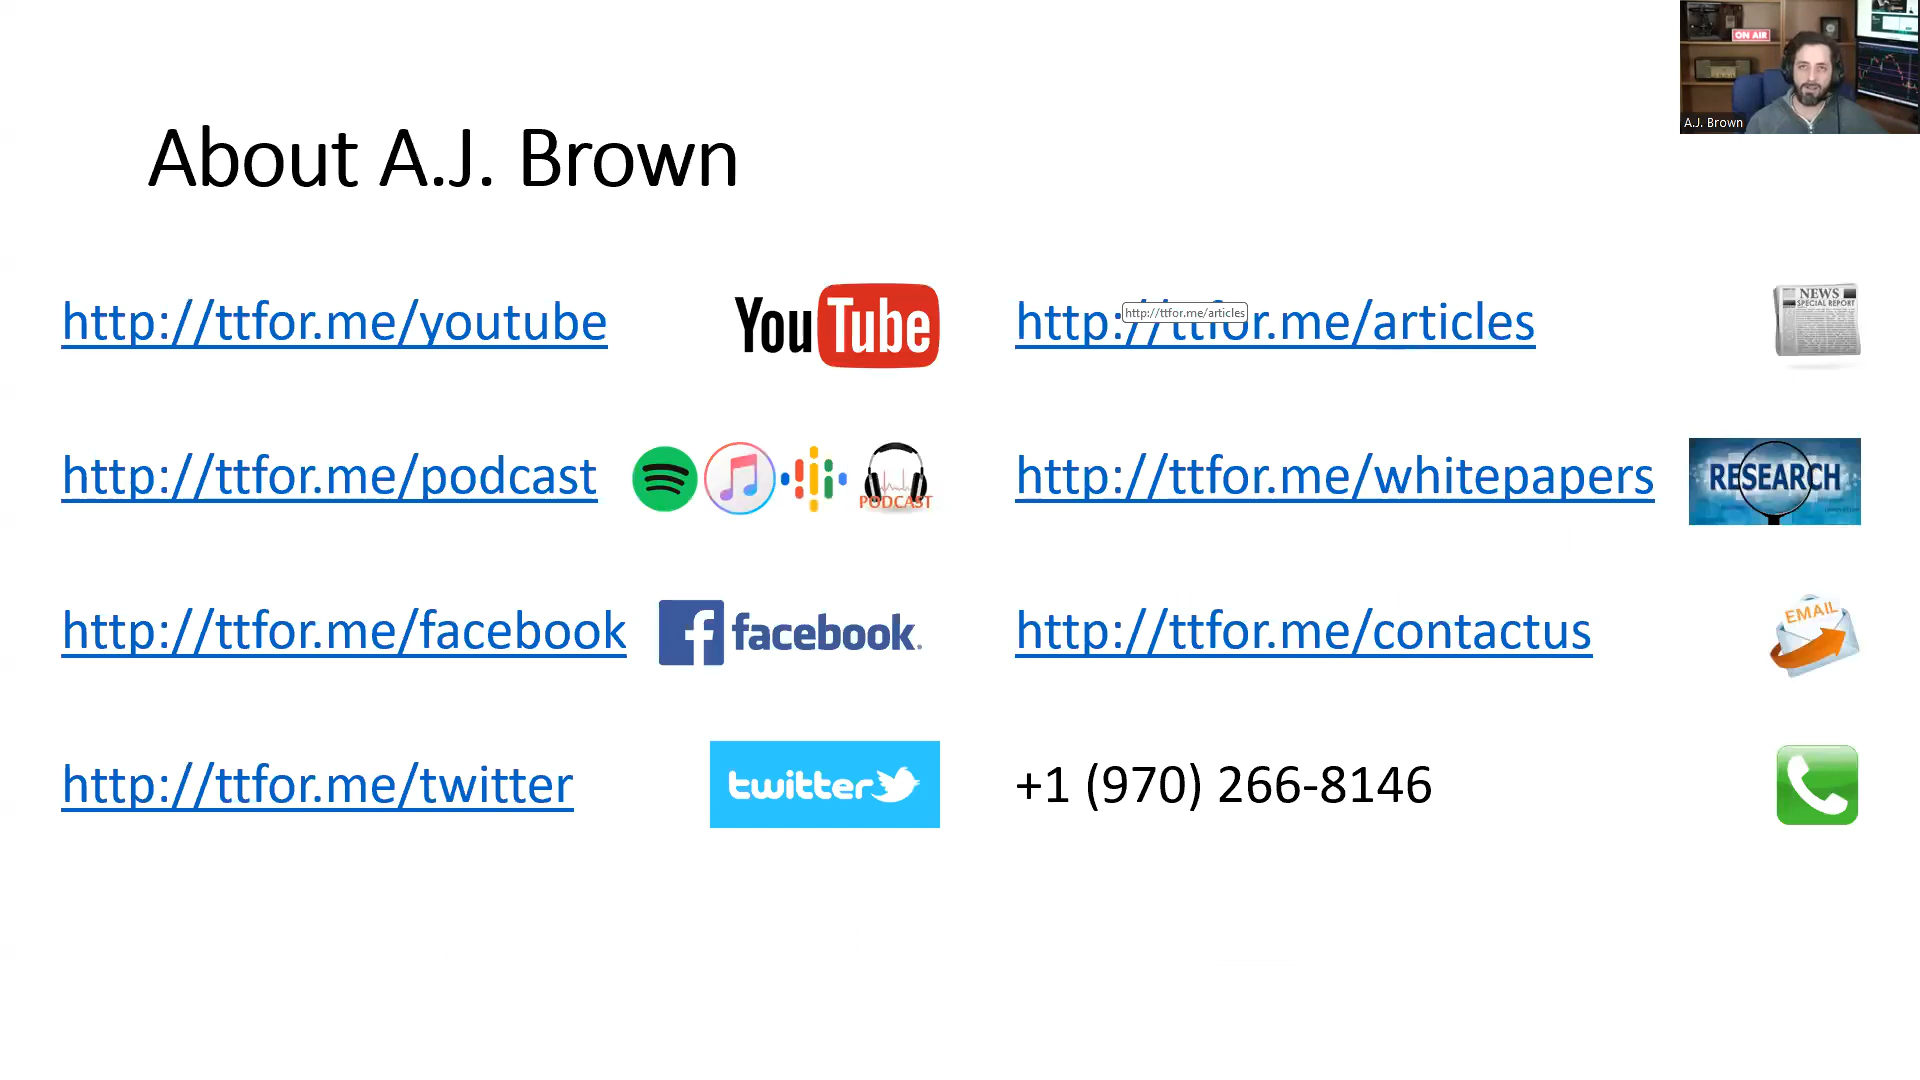 ON AIR
A.J. Brown
About A.J. Brown
http://ttfor.me/youtube
YouTube
http://ttfor.me/podcast
PODCAST
http://ttfor.me/facebook
facebook.
http://ttfor.me/twitter
twitter
http://ttfor.me/articles
http://ttfor.me/articles
NEWS
SPECIAL REPORT
http://ttfor.me/whitepapers
RESEARCH
http://ttfor.me/contactus
EMAIL
+1 (970) 266-8146